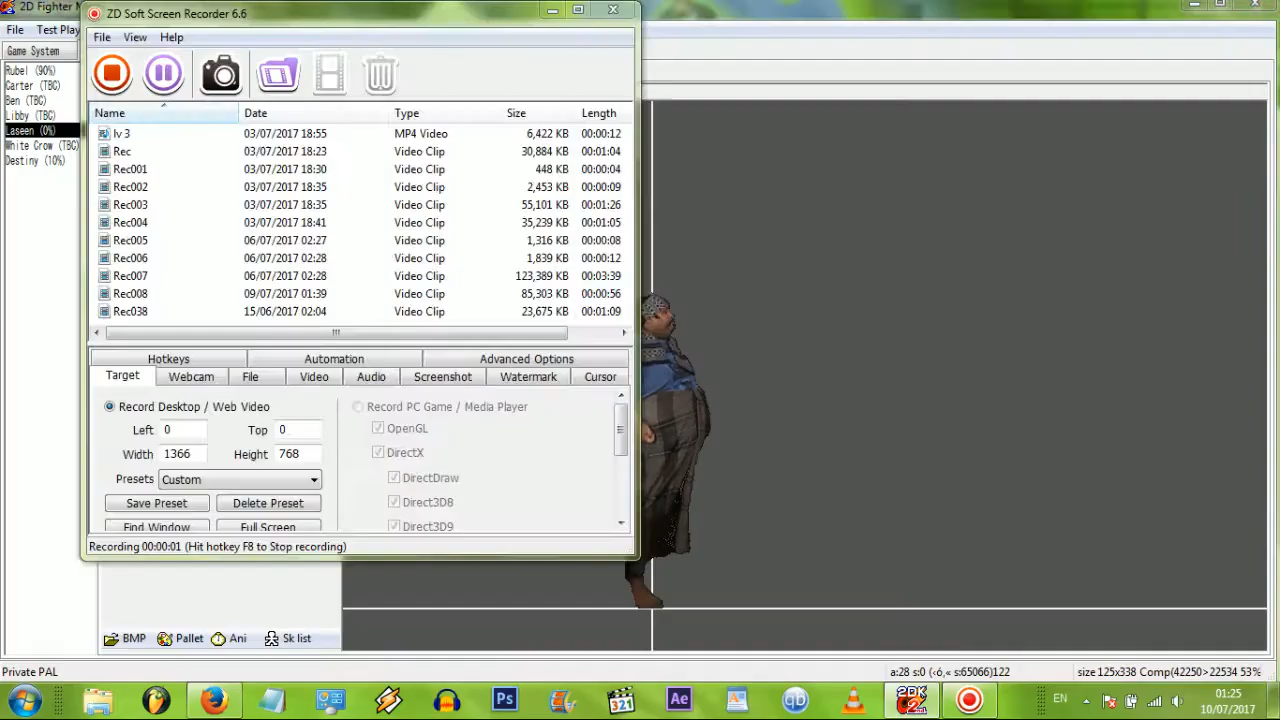 2D Fighter M
ZD Soft Screen Recorder 6.6
File Test Play
File View Help
Game System
Rubel (90%)
Carter (TBC)
Ben (TBC)
Libby (TBC)
Laseen (0%)
White Crow (TBC)
Destiny (10%)
Name Date Type Size Length
lv 3 03/07/2017 18:55 MP4 Video 6,422 KB 00:00:12
Rec 03/07/2017 18:23 Video Clip 30,884 KB 00:01:04
Rec001 03/07/2017 18:30 Video Clip 448 KB 00:00:04
Rec002 03/07/2017 18:35 Video Clip 2,453 KB 00:00:09
Rec003 03/07/2017 18:35 Video Clip 55,101 KB 00:01:26
Rec004 03/07/2017 18:41 Video Clip 35,239 KB 00:01:05
Rec005 06/07/2017 02:27 Video Clip 1,316 KB 00:00:08
Rec006 06/07/2017 02:28 Video Clip 1,839 KB 00:00:12
Rec007 06/07/2017 02:28 Video Clip 123,389 KB 00:03:39
Rec008 09/07/2017 01:39 Video Clip 85,303 KB 00:00:56
Rec038 15/06/2017 02:04 Video Clip 23,675 KB 00:01:09
Hotkeys Automation Advanced Options
Target Webcam File Video Audio Screenshot Watermark Cursor
Record Desktop / Web Video
Left 0 Top 0
Width 1366 Height 768
Presets Custom
Save Preset Delete Preset
Find Window Full Screen
Record PC Game / Media Player
OpenGL
DirectX
DirectDraw
Direct3D8
Direct3D9
Recording 00:00:01 (Hit hotkey F8 to Stop recording)
BMP Pallet Ani Sk list
Private PAL a:28 s:0 (‹ó‚« s:65066)122 size 125x338 Comp(42250>22534 53%
321 Ps Ae qb 2DK 2 EN 01:25
10/07/2017